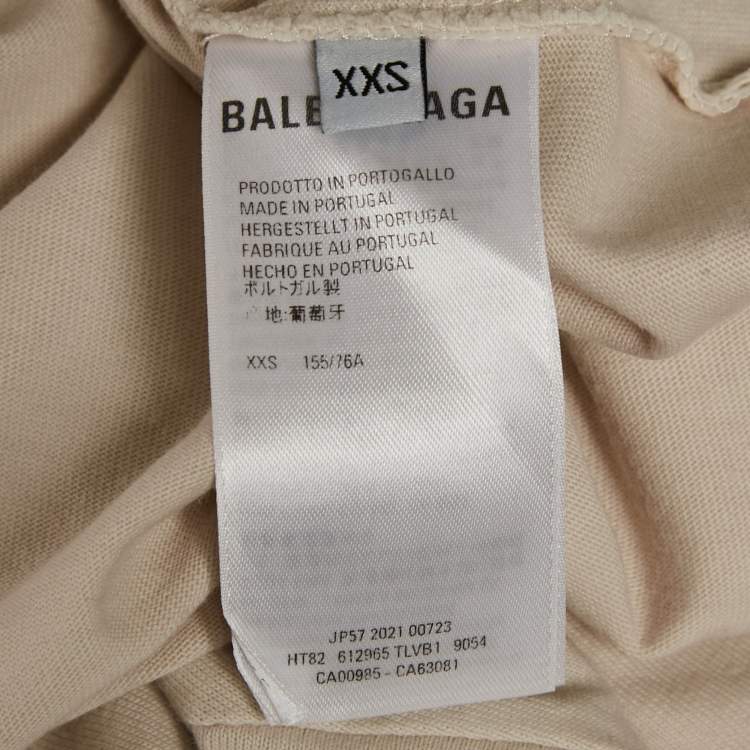 XXS
BALE AGA
PRODOTTO IN PORTOGALLO
MADE IN PORTUGAL
HERGESTELLT IN PORTUGAL
FABRIQUE AU PORTUGAL
HECHO EN PORTUGAL
ポルトガル製
地:葡萄牙
XXS 155/76A
JP57 2021 00723
HT82 612965 TLVB1 9054
CA00985 - CA63081